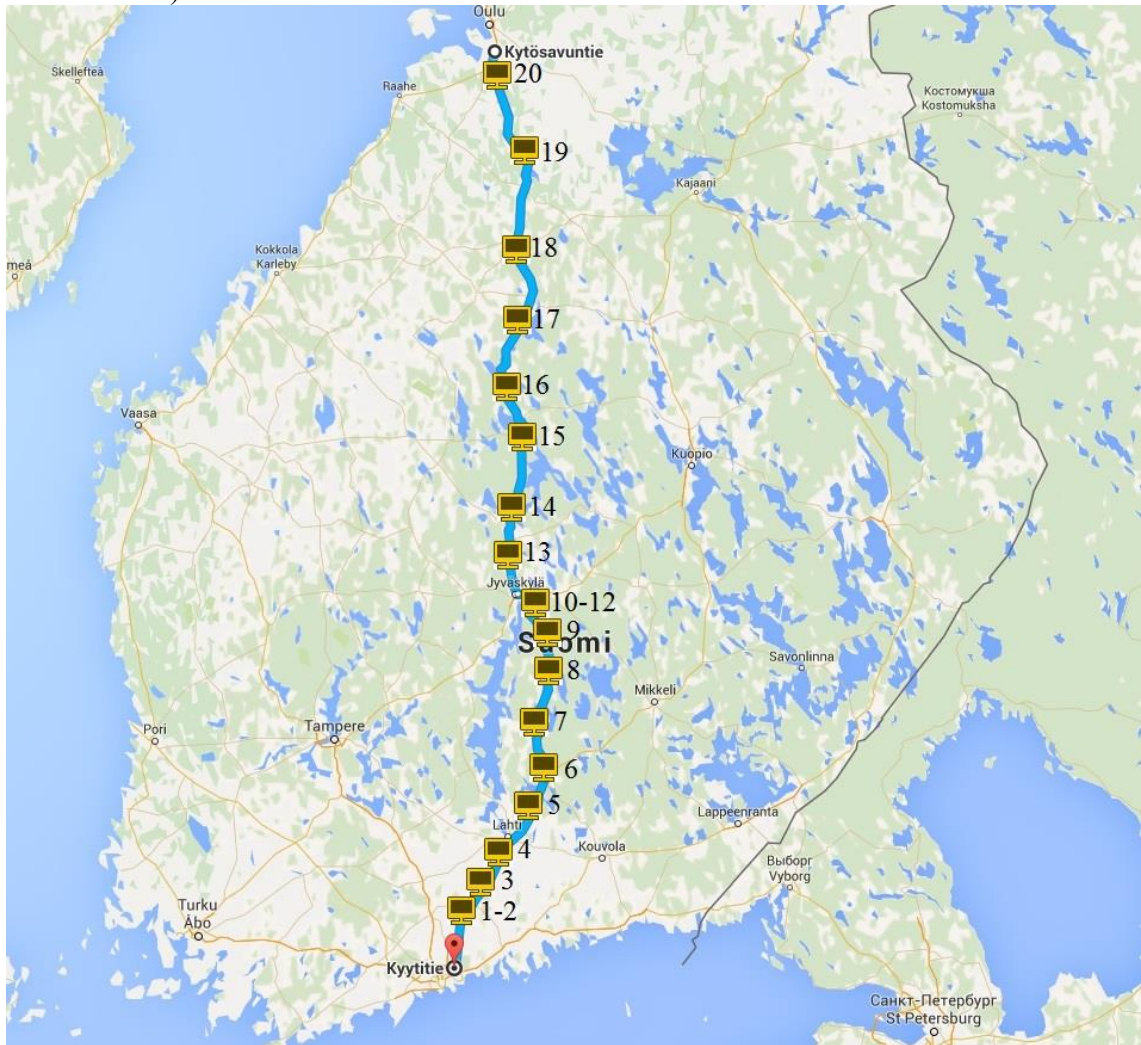 )
Oulu
Kytösavuntie
Skellefteå
20
Raahe
Костомукша
Kostomuksha
19
Kajaani
18
Kokkola
Karleby
meå
17
16
Vaasa
15
Kuopio
14
13
Jyväskylä
10-12
9
Suomi
8
Savonlinna
Mikkeli
7
Pori
Tampere
6
5
Lappeenranta
Lahti
4
Kouvola
Выборг
Vyborg
3
1-2
Turku
Åbo
Kyytitie
Санкт-Петербург
St Petersburg